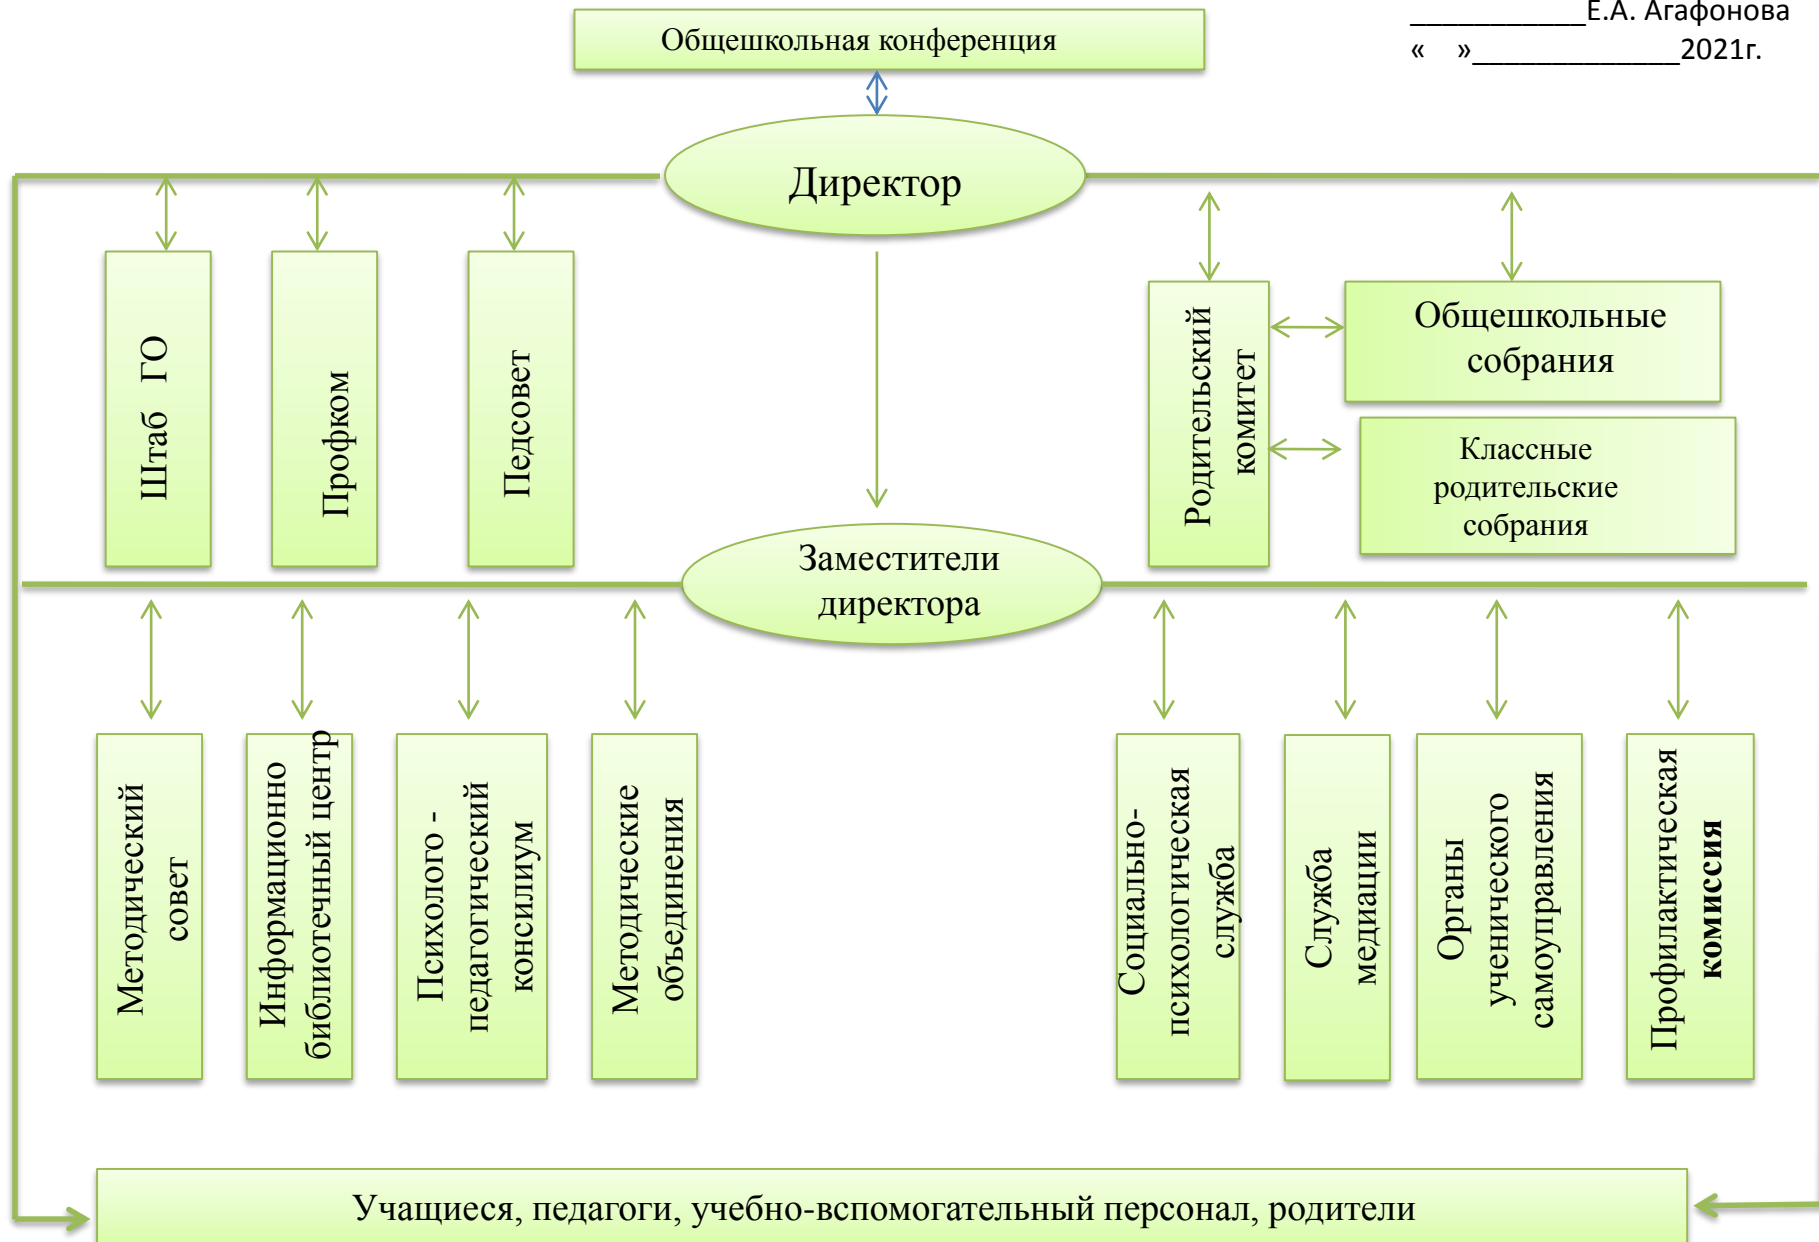 ___________Е.А. Агафонова
« »_____________2021г.
Общешкольная конференция
Директор
Штаб ГО
Профком
Педсовет
Родительский
комитет
Общешкольные
собрания
Классные
родительские
собрания
Заместители
директора
Методический
совет
Информационно
библиотечный центр
Психолого -
педагогический
консилиум
Методические
объединения
Социально-
психологическая
служба
Служба
медиации
Органы
ученического
самоуправления
Профилактическая
комиссия
Учащиеся, педагоги, учебно-вспомогательный персонал, родители